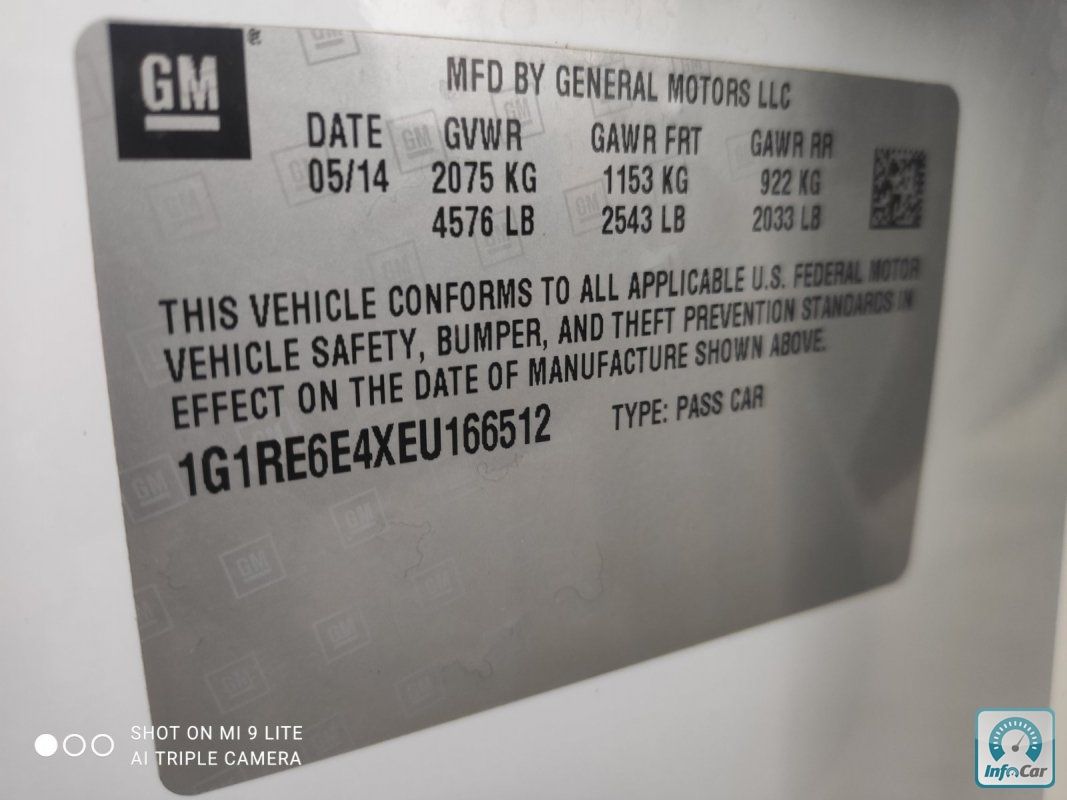 GM
MFD BY GENERAL MOTORS LLC
DATE GVWR GAWR FRT GAWR RR
05/14 2075 KG 1153 KG 922 KG
4576 LB 2543 LB 2033 LB
THIS VEHICLE CONFORMS TO ALL APPLICABLE U.S. FEDERAL MOTOR
VEHICLE SAFETY, BUMPER, AND THEFT PREVENTION STANDARDS IN
EFFECT ON THE DATE OF MANUFACTURE SHOWN ABOVE.
1G1RE6E4XEU166512 TYPE: PASS CAR
SHOT ON MI 9 LITE
AI TRIPLE CAMERA
InfoCar